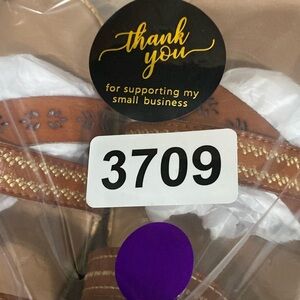 thank
you
for supporting my
small business
3709